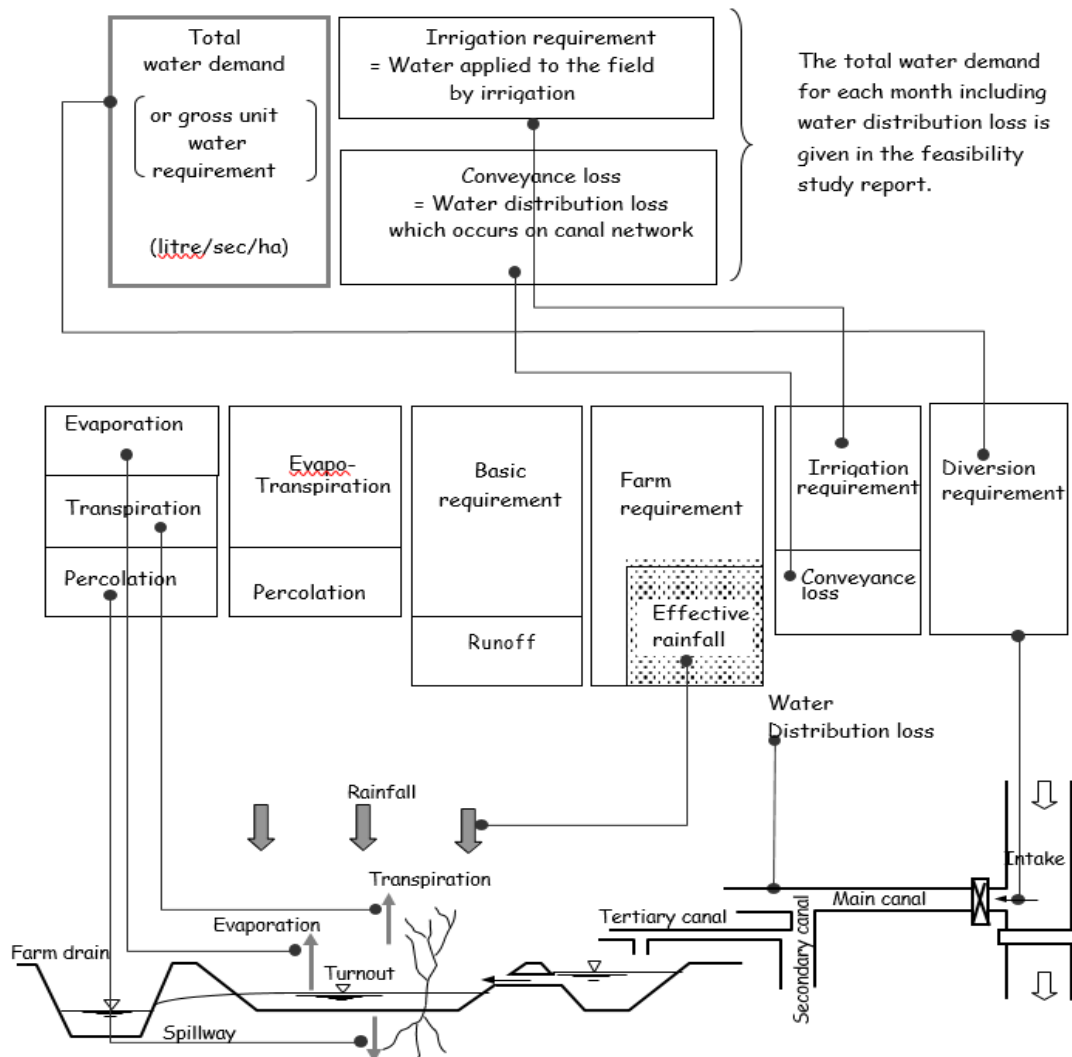 Total
water demand
or gross unit
water
requirement
(litre/sec/ha)
Irrigation requirement
= Water applied to the field
by irrigation
Conveyance loss
= Water distribution loss
which occurs on canal network
The total water demand
for each month including
water distribution loss is
given in the feasibility
study report.
Evaporation
Transpiration
Percolation
Evapo-
Transpiration
Percolation
Basic
requirement
Runoff
Farm
requirement
Effective
rainfall
Irrigation
requirement
Conveyance
loss
Diversion
requirement
Water
Distribution loss
Rainfall
Transpiration
Evaporation
Farm drain
Turnout
Spillway
Tertiary canal
Secondary canal
Main canal
Intake